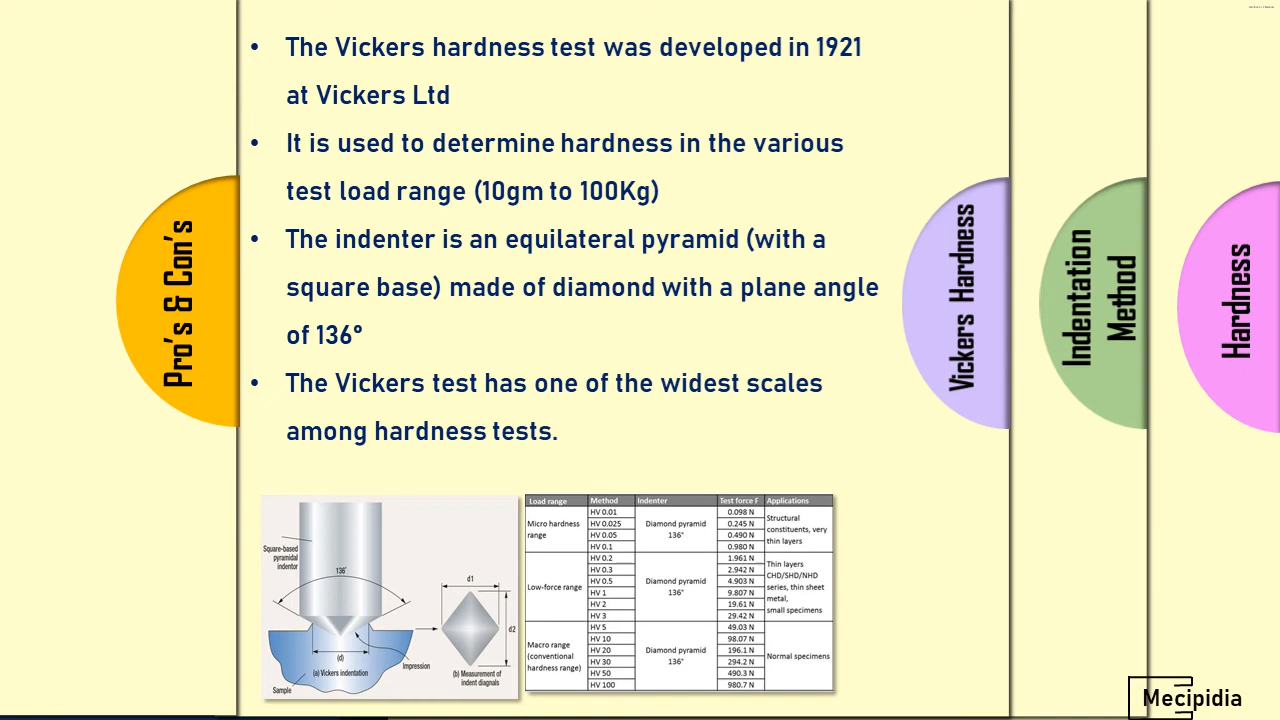 • The Vickers hardness test was developed in 1921
at Vickers Ltd
• It is used to determine hardness in the various
test load range (10gm to 100Kg)
• The indenter is an equilateral pyramid (with a
square base) made of diamond with a plane angle
of 136°
• The Vickers test has one of the widest scales
among hardness tests.
Pro's & Con's
Vickers Hardness
Indentation
Method
Hardness
Square-based
pyramidal
indentor
136°
(d)
(a) Vickers indentation
Impression
Sample
d1
d2
(b) Measurement of
indent diagnals
Load range Method Indenter Test force F Applications
Micro hardness
range
HV 0.01 0.098 N
HV 0.025 0.245 N
HV 0.05 0.490 N
HV 0.1 0.980 N
Diamond pyramid
136°
Structural
constituents, very
thin layers
Low-force range
HV 0.2 1.961 N
HV 0.3 2.942 N
HV 0.5 4.903 N
HV 1 9.807 N
HV 2 19.61 N
HV 3 29.42 N
Diamond pyramid
136°
Thin layers
CHD/SHD/NHD
series, thin sheet
metal,
small specimens
Macro range
(conventional
hardness range)
HV 5 49.03 N
HV 10 98.07 N
HV 20 196.1 N
HV 30 294.2 N
HV 50 490.3 N
HV 100 980.7 N
Diamond pyramid
136°
Normal specimens
Mecipidia